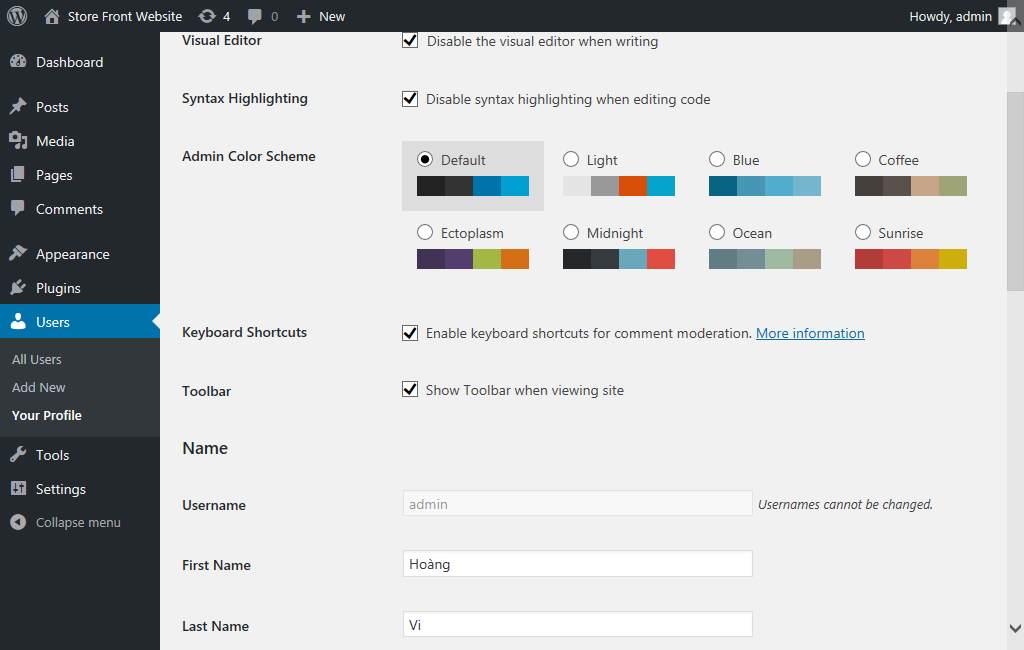 Store Front Website 4 0 New Howdy, admin
Dashboard
Posts
Media
Pages
Comments
Appearance
Plugins
Users
All Users
Add New
Your Profile
Tools
Settings
Collapse menu
Visual Editor Disable the visual editor when writing
Syntax Highlighting Disable syntax highlighting when editing code
Admin Color Scheme Default Light Blue Coffee
Ectoplasm Midnight Ocean Sunrise
Keyboard Shortcuts Enable keyboard shortcuts for comment moderation. More information
Toolbar Show Toolbar when viewing site
Name
Username admin Usernames cannot be changed.
First Name Hoàng
Last Name Vi